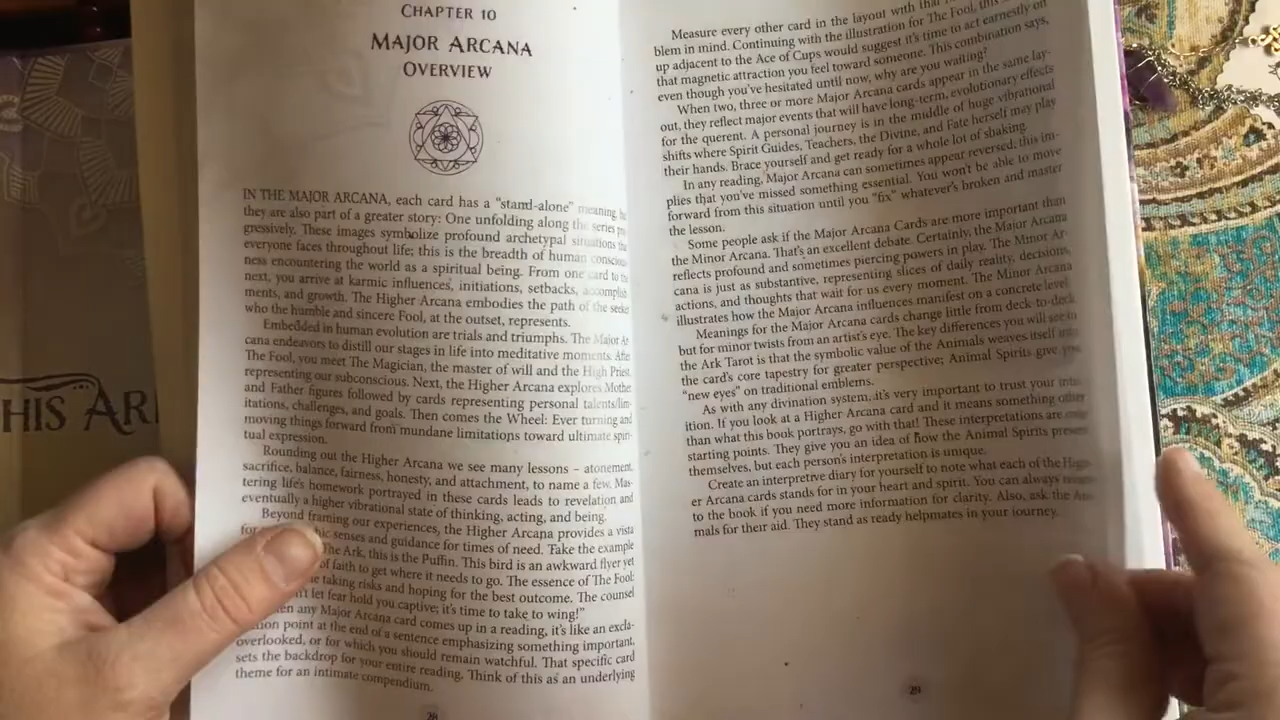 HIS AR
CHAPTER 10
MAJOR ARCANA
OVERVIEW
IN THE MAJOR ARCANA, each card has a "stand-alone" meaning,
they are also part of a greater story: One unfolding along the series
gressively. These images symbolize profound archetypal situations
everyone faces throughout life; this is the breadth of human conscious-
ness encountering the world as a spiritual being. From one card to the
next, you arrive at karmic influences, initiations, setbacks, accomplish
ments, and growth. The Higher Arcana embodies the path of the seeke
who the humble and sincere Fool, at the outset, represents.
Embedded in human evolution are trials and triumphs. The Major Ar
cana endeavors to distill our stages in life into meditative moments. After
The Fool, you meet The Magician, the master of will and the High Priest,
representing our subconscious. Next, the Higher Arcana explores Mother
and Father figures followed by cards representing personal talents/lim-
itations, challenges, and goals. Then comes the Wheel: Ever turning and
moving things forward from mundane limitations toward ultimate spiri-
tual expression.
Rounding out the Higher Arcana we see many lessons – atonement,
sacrifice, balance, fairness, honesty, and attachment, to name a few. Mas-
tering life's homework portrayed in these cards leads to revelation and
eventually a higher vibrational state of thinking, acting, and being.
Beyond framing our experiences, the Higher Arcana provides a vista
for hic senses and guidance for times of need. Take the example
The Ark, this is the Puffin. This bird is an awkward flyer yet
of faith to get where it needs to go. The essence of The Fool:
taking risks and hoping for the best outcome. The counsel
let fear hold you captive; it's time to take to wing!"
en any Major Arcana card comes up in a reading, it's like an excla-
tion point at the end of a sentence emphasizing something important,
overlooked, or for which you should remain watchful. That specific card
sets the backdrop for your entire reading. Think of this as an underlying
theme for an intimate compendium.
28
Measure every other card in the layout with that
blem in mind. Continuing with the illustration for The Fool, this
up adjacent to the Ace of Cups would suggest it's time to act earnestly on
that magnetic attraction you feel toward someone. This combination says,
even though you've hesitated until now, why are you waiting?
When two, three or more Major Arcana cards appear in the same lay-
out, they reflect major events that will have long-term, evolutionary effects
for the querent. A personal journey is in the middle of huge vibrational
shifts where Spirit Guides, Teachers, the Divine, and Fate herself may play
their hands. Brace yourself and get ready for a whole lot of shaking.
In any reading, Major Arcana can sometimes appear reversed; this im-
plies that you've missed something essential. You won't be able to move
forward from this situation until you "fix" whatever's broken and master
the lesson.
Some people ask if the Major Arcana Cards are more important than
the Minor Arcana. That's an excellent debate. Certainly, the Major Arcana
reflects profound and sometimes piercing powers in play. The Minor Ar-
cana is just as substantive, representing slices of daily reality, decisions,
actions, and thoughts that wait for us every moment. The Minor Arcana
illustrates how the Major Arcana influences manifest on a concrete level.
Meanings for the Major Arcana cards change little from deck-to-deck
but for minor twists from an artist's eye. The key differences you will see in
the Ark Tarot is that the symbolic value of the Animals weaves itself into
the card's core tapestry for greater perspective; Animal Spirits give you
"new eyes" on traditional emblems.
As with any divination system, it's very important to trust your intu-
ition. If you look at a Higher Arcana card and it means something other
than what this book portrays, go with that! These interpretations are only
starting points. They give you an idea of how the Animal Spirits present
themselves, but each person's interpretation is unique.
Create an interpretive diary for yourself to note what each of the High-
er Arcana cards stands for in your heart and spirit. You can always
to the book if you need more information for clarity. Also, ask the Ani-
mals for their aid. They stand as ready helpmates in your journey.
29